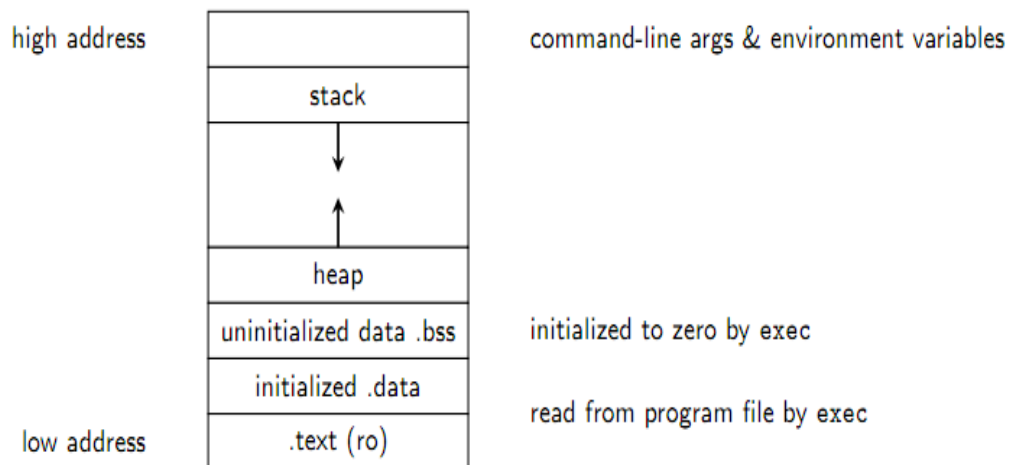 high address
command-line args & environment variables
stack
heap
uninitialized data .bss
initialized to zero by exec
initialized .data
read from program file by exec
low address
.text (ro)